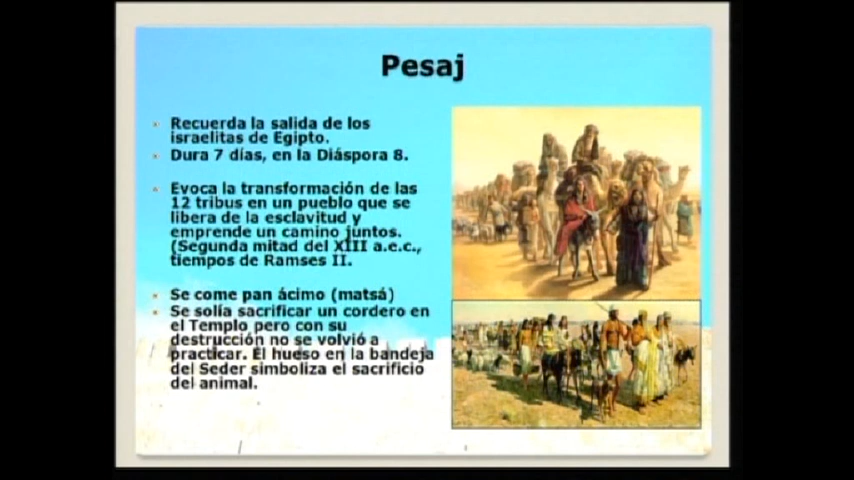 Pesaj
Recuerda la salida de los
israelitas de Egipto.
Dura 7 días, en la Diáspora 8.
Evoca la transformación de las
12 tribus en un pueblo que se
libera de la esclavitud y
emprende un camino juntos.
(Segunda mitad del XIII a.e.c.,
tiempos de Ramses II.
Se come pan ácimo (matsá)
Se solía sacrificar un cordero en
el Templo pero con su
destrucción no se volvió a
practicar. El hueso en la bandeja
del Seder simboliza el sacrificio
del animal.